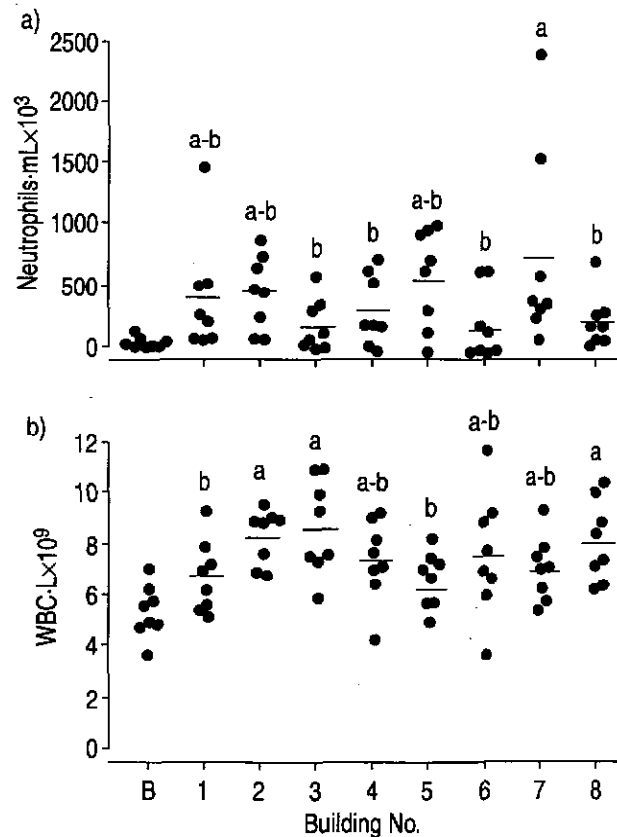 a)
Neutrophils·mL×10³
2500
2000
1500
1000
500
0
a-b
a-b
b
b
a-b
b
a
b
b)
WBC·L×10⁹
12
10
8
6
4
2
0
b
a
a
a-b
b
a-b
a-b
a
B 1 2 3 4 5 6 7 8
Building No.